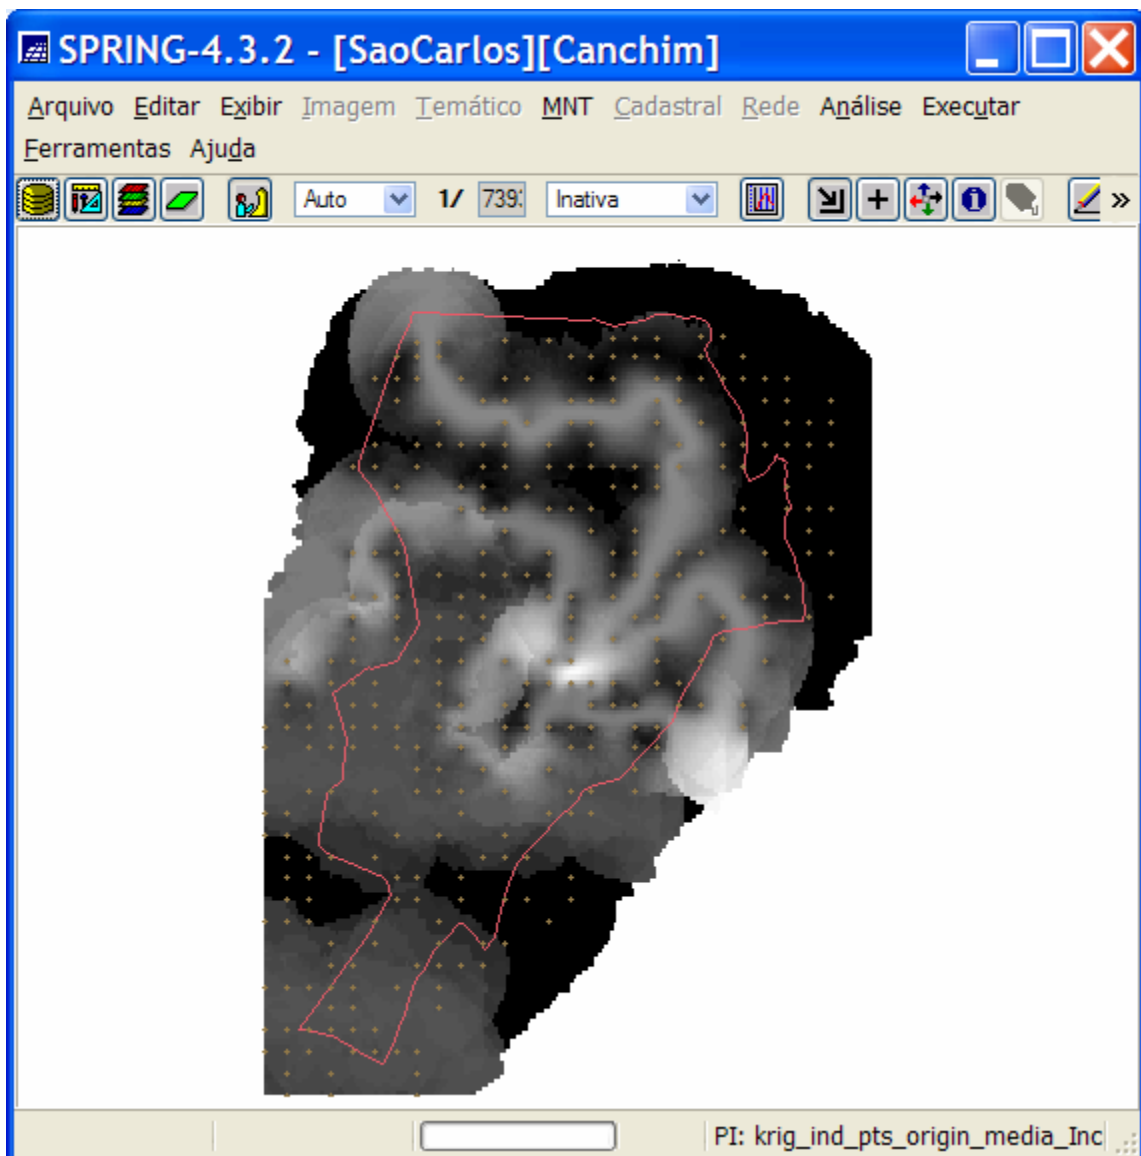 SPRING-4.3.2 - [SaoCarlos][Canchim]
Arquivo Editar Exibir Imagem Temático MNT Cadastral Rede Análise Executar
Ferramentas Ajuda
Auto 1/ 739 Inativa »
PI: krig_ind_pts_origin_media_Inc